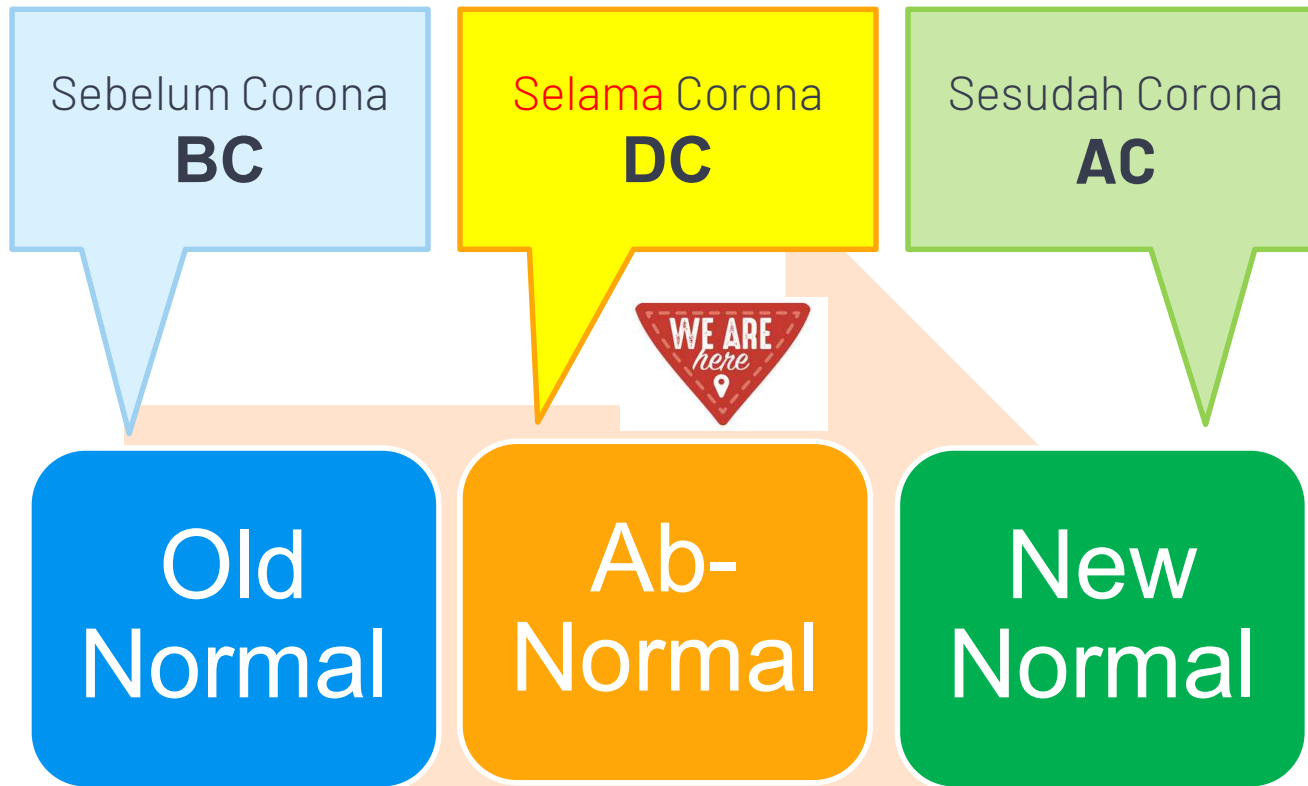 Sebelum Corona
BC
Selama Corona
DC
Sesudah Corona
AC
WE ARE
here
Old
Normal
Ab-
Normal
New
Normal